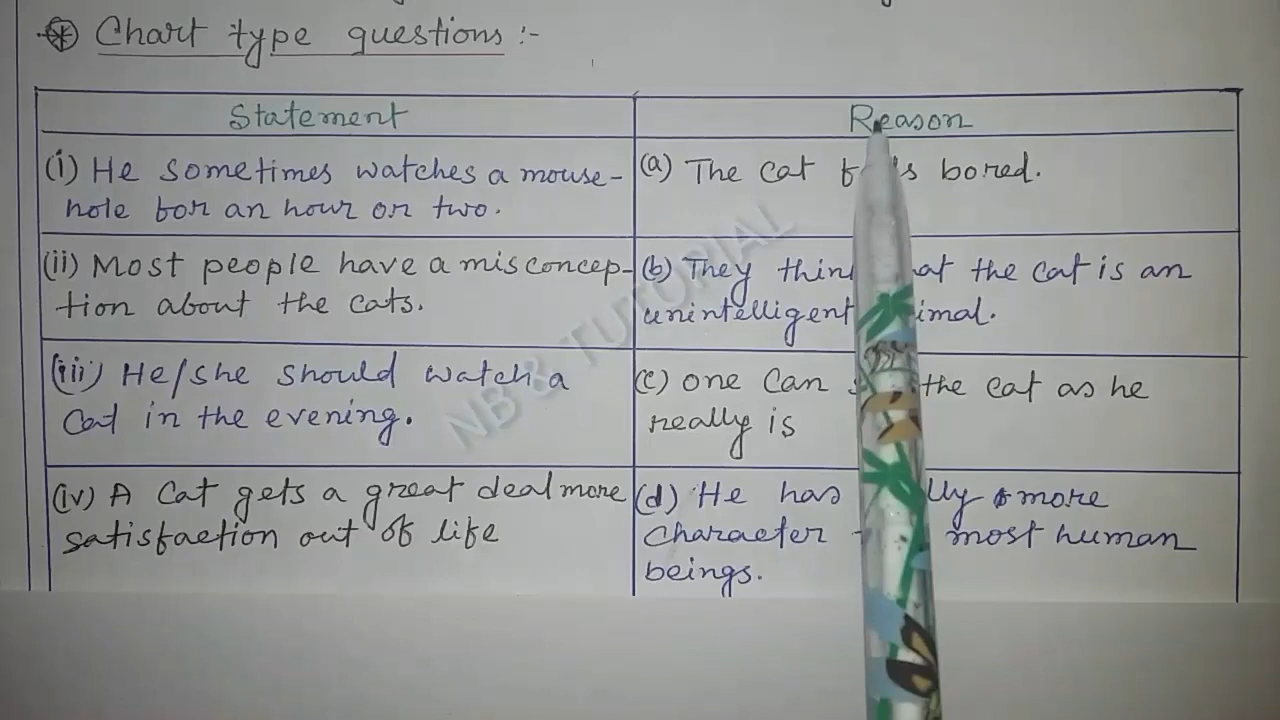 Chart type questions :-
Statement
Reason
(i) He sometimes watches a mouse-
hole for an hour or two.
(a) The cat bored.
(ii) Most people have a misconcep-
tion about the cats.
(b) They the cat is an
unintelligent
(iii) He/she should watch a
Cat in the evening.
(c) one can the cat as he
really is
(iv) A Cat gets a great deal more
satisfaction out of life
(d) He has more
character most human
beings.
NB & TUTORIAL